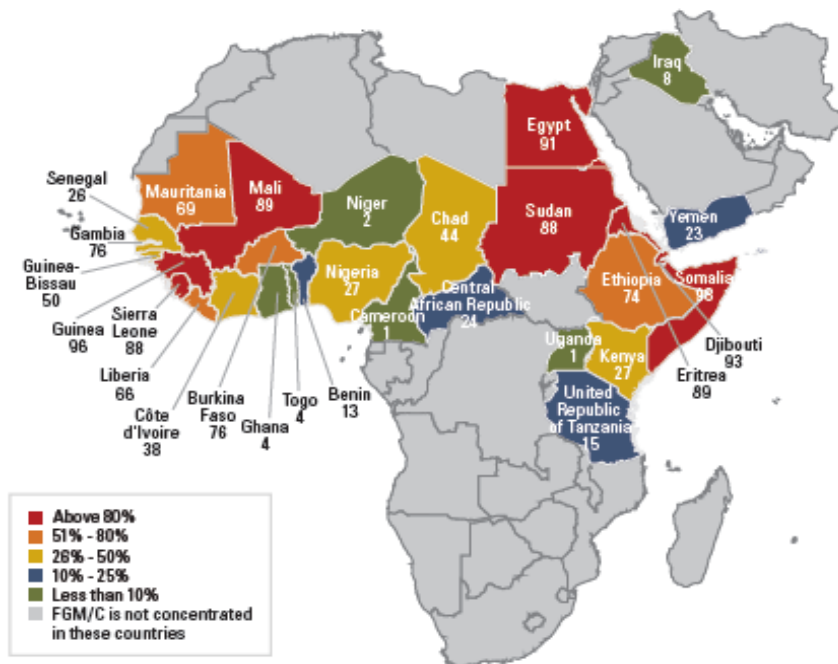 Iraq
8
Egypt
91
Senegal
26
Mauritania
69
Mali
89
Niger
2
Chad
44
Sudan
88
Yemen
23
Gambia
76
Guinea-
Bissau
50
Nigeria
27
Ethiopia
74
Somalia
98
Central
African Republic
24
Cameroon
1
Guinea
96
Sierra
Leone
88
Uganda
1
Kenya
27
Djibouti
93
Eritrea
89
Liberia
66
Côte
d'Ivoire
38
Burkina
Faso
76
Ghana
4
Togo
4
Benin
13
United
Republic
of Tanzania
15
Above 80%
51% - 80%
26% - 50%
10% - 25%
Less than 10%
FGM/C is not concentrated
in these countries